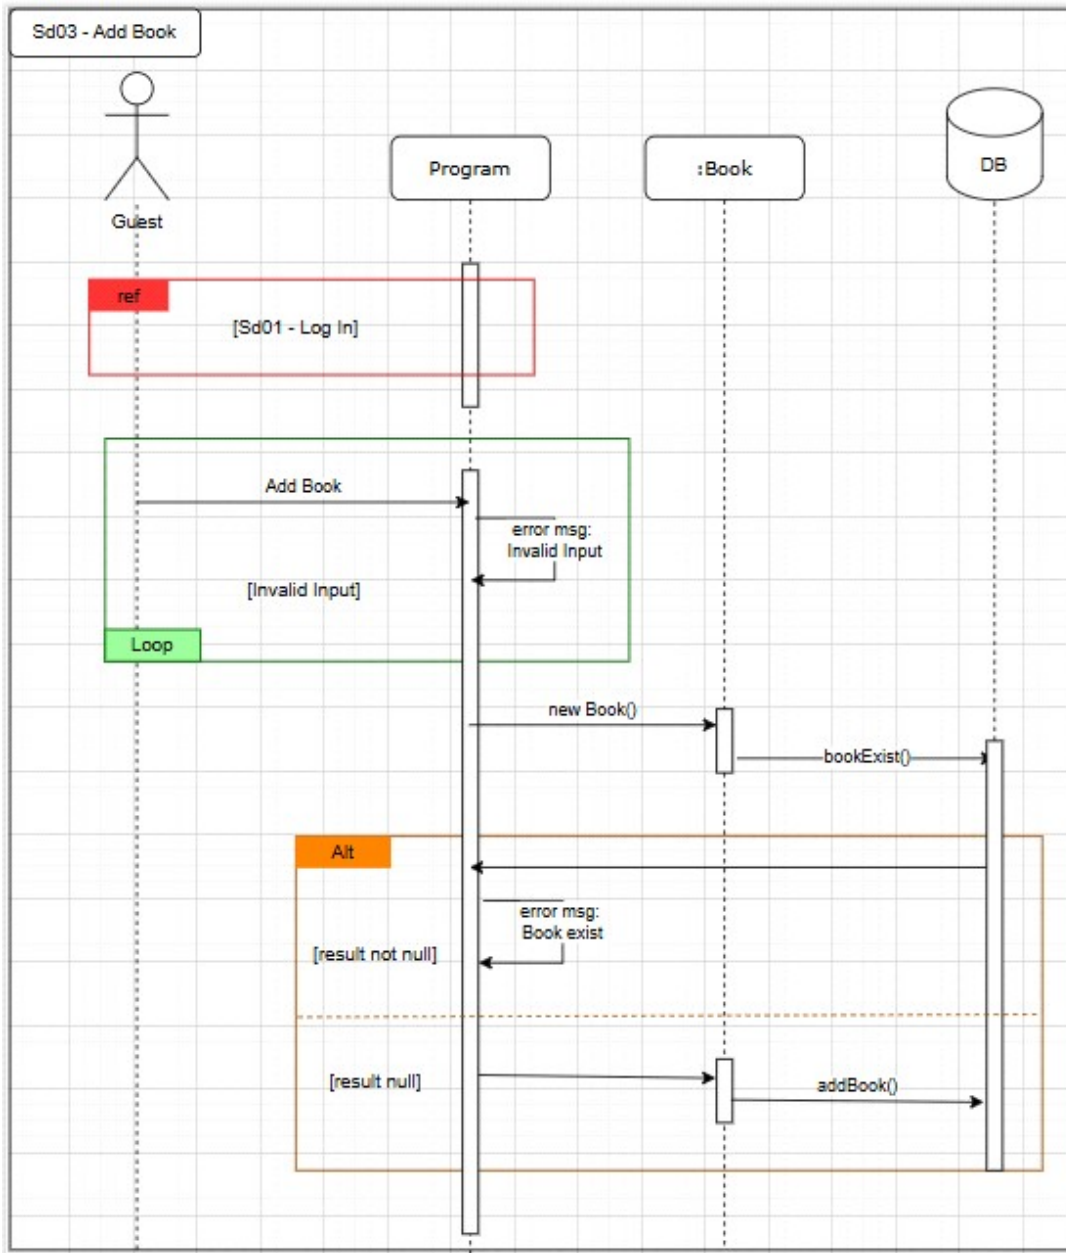 Sd03 - Add Book
Program
:Book
DB
Guest
ref
[Sd01 - Log In]
Add Book
error msg:
Invalid Input
[Invalid Input]
Loop
new Book()
bookExist()
Alt
error msg:
Book exist
[result not null]
[result null]
addBook()